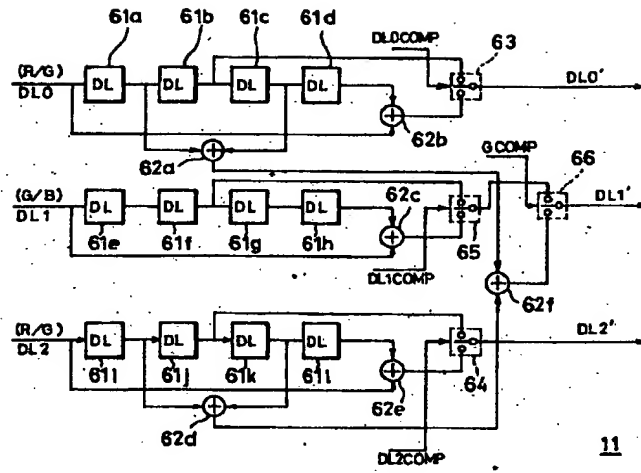 61a 61b 61c 61d
(R/G) DL DL DL DL DL0COMP 63 DL0'
DL0
62a 62b
GCOMP 66
(G/B) DL DL DL DL 62c DL1'
DL1
61e 61f 61g 61h 65
DL1COMP 62f
(R/G) DL DL DL DL DL2'
DL2
61i 61j 61k 61l 62e 64
62d DL2COMP 11